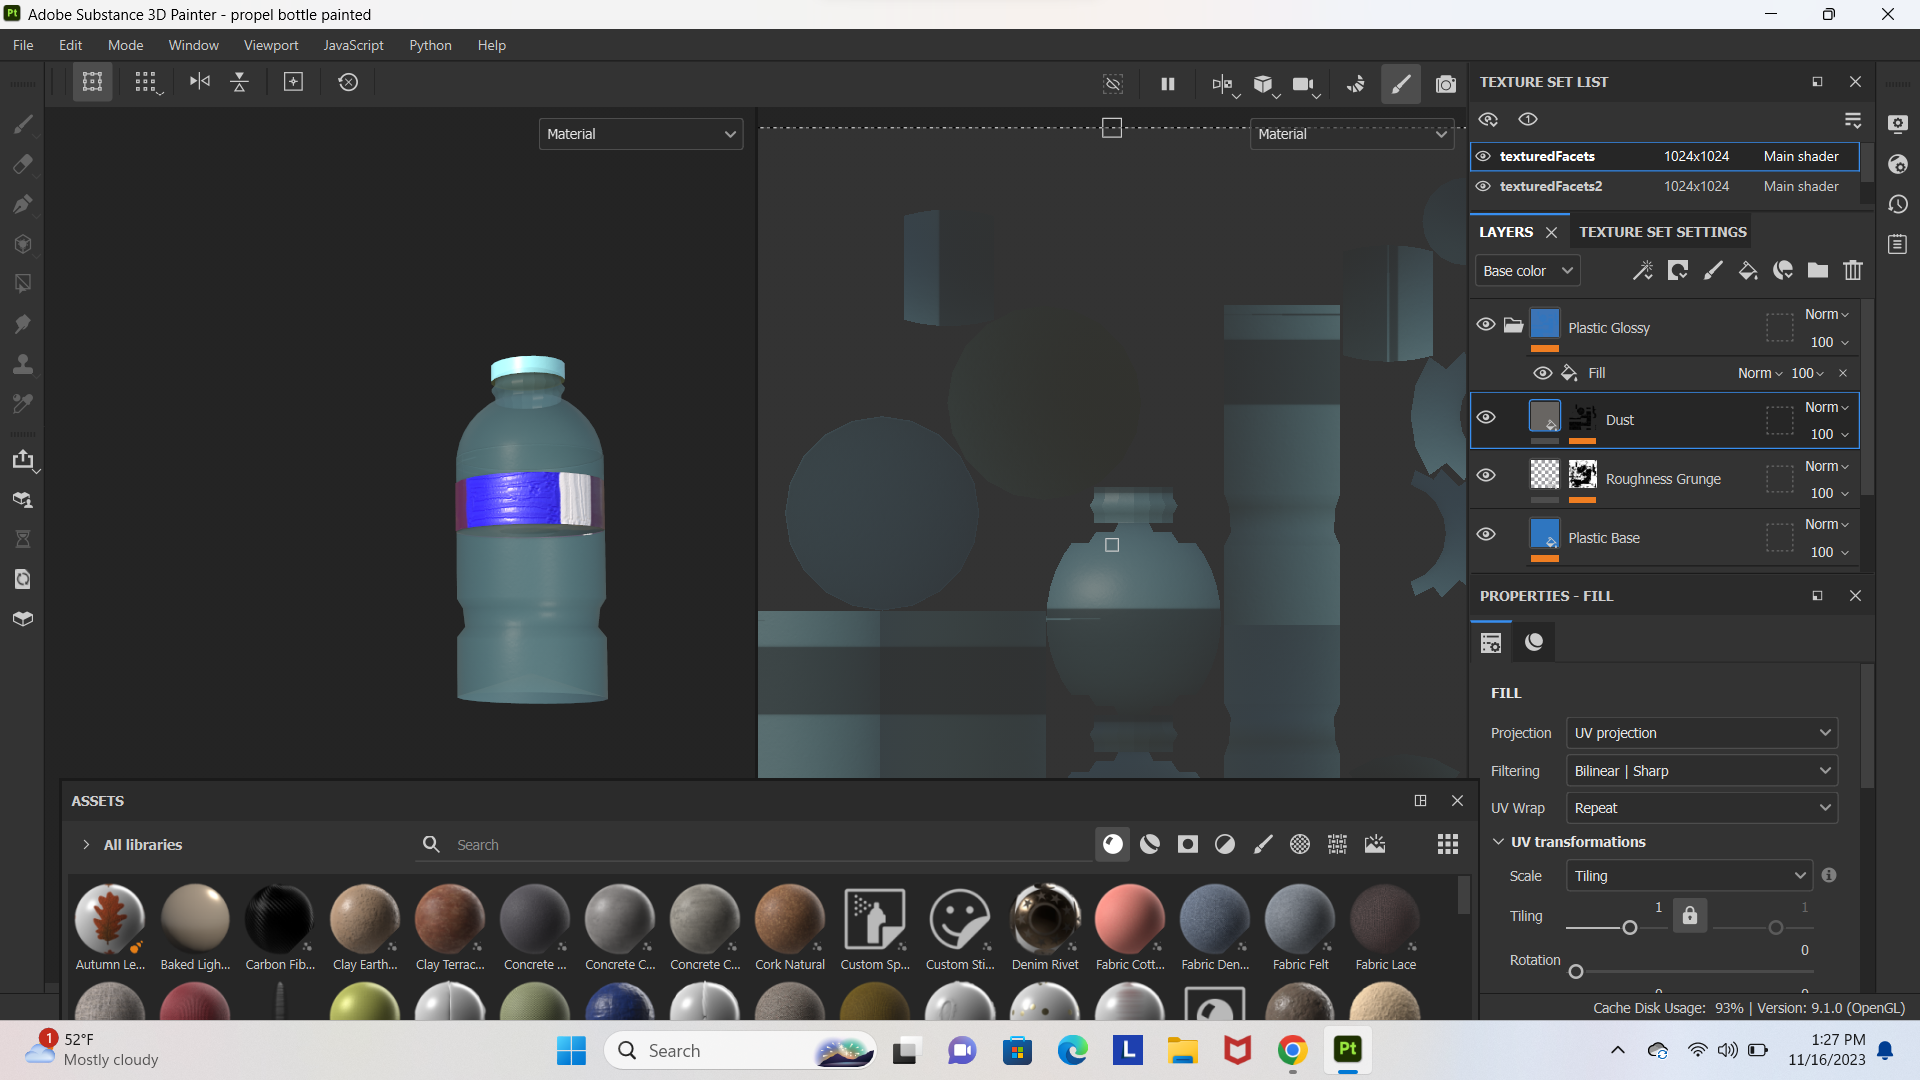 Pt Adobe Substance 3D Painter - propel bottle painted
File Edit Mode Window Viewport JavaScript Python Help
Material
Material
TEXTURE SET LIST
texturedFacets 1024x1024 Main shader
texturedFacets2 1024x1024 Main shader
LAYERS TEXTURE SET SETTINGS
Base color
Plastic Glossy Norm
100
Fill Norm 100
Dust Norm
100
Roughness Grunge Norm
100
Plastic Base Norm
100
PROPERTIES - FILL
FILL
Projection UV projection
Filtering Bilinear | Sharp
UV Wrap Repeat
UV transformations
Scale Tiling
Tiling 1 1
Rotation 0
ASSETS
All libraries Search
Autumn Le... Baked Ligh... Carbon Fib... Clay Earth... Clay Terrac... Concrete ... Concrete C... Concrete C... Cork Natural Custom Sp... Custom Sti... Denim Rivet Fabric Cott... Fabric Den... Fabric Felt Fabric Lace
Cache Disk Usage: 93% | Version: 9.1.0 (OpenGL)
1 52°F
Mostly cloudy
Search
L
Pt
1:27 PM
11/16/2023